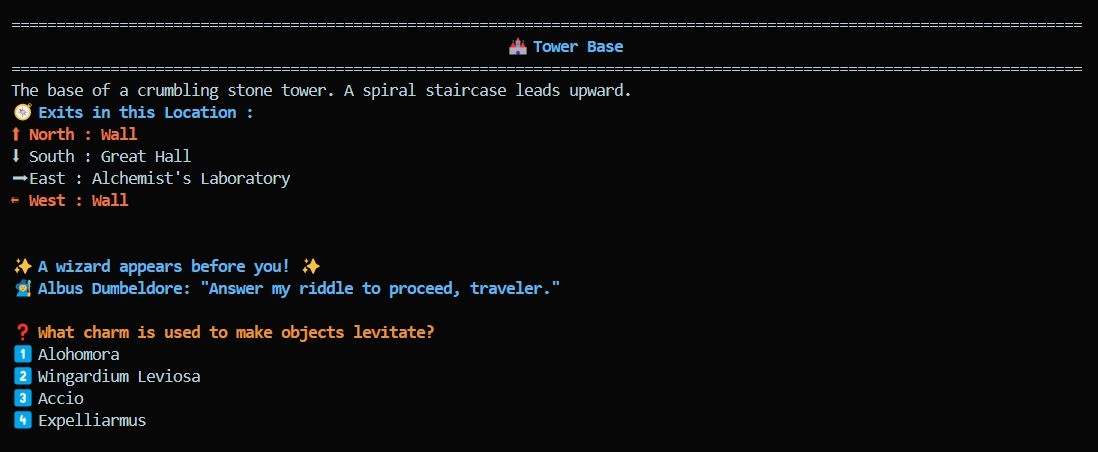 ========================================================================================================================
🏰 Tower Base
========================================================================================================================
The base of a crumbling stone tower. A spiral staircase leads upward.
🧭 Exits in this Location :
⬆ North : Wall
⬇ South : Great Hall
➡East : Alchemist's Laboratory
⬅ West : Wall
✨ A wizard appears before you! ✨
🧙 Albus Dumbeldore: "Answer my riddle to proceed, traveler."
❓ What charm is used to make objects levitate?
1️⃣ Alohomora
2️⃣ Wingardium Leviosa
3️⃣ Accio
4️⃣ Expelliarmus